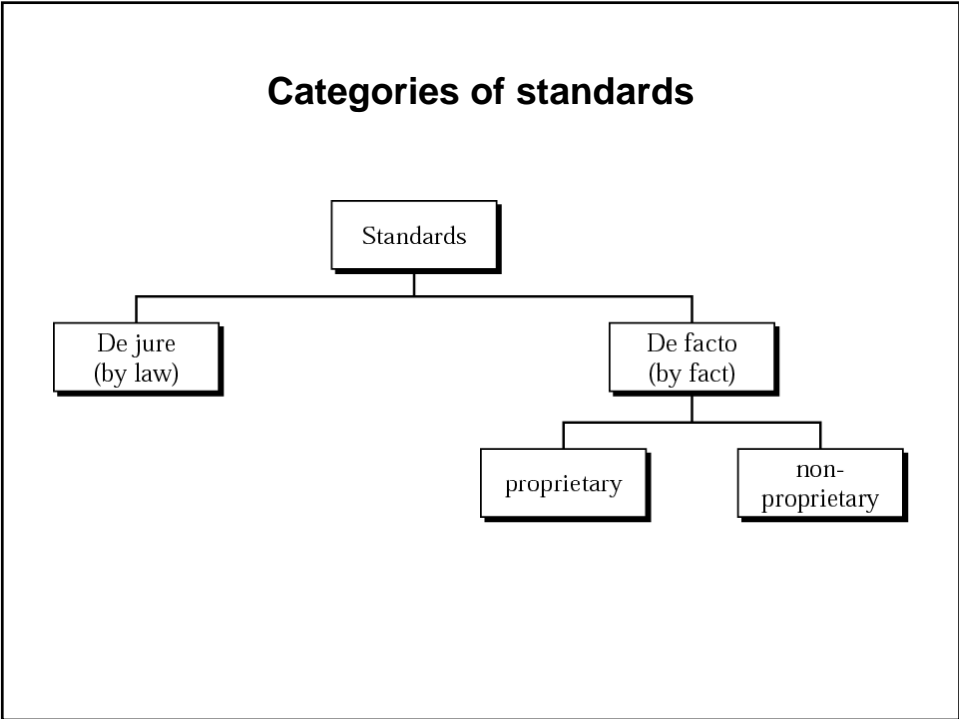 Categories of standards
Standards
De jure
(by law)
De facto
(by fact)
proprietary
non-
proprietary